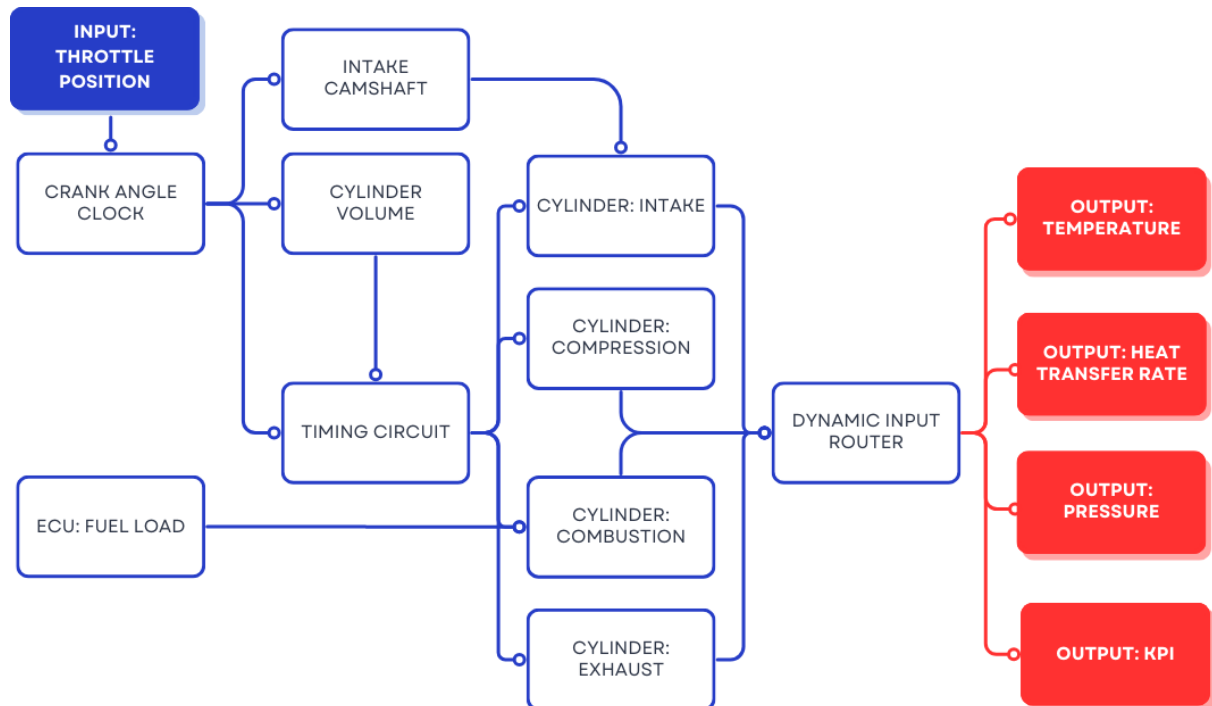 INPUT:
THROTTLE
POSITION
INTAKE
CAMSHAFT
CRANK ANGLE
CLOCK
CYLINDER
VOLUME
CYLINDER: INTAKE
OUTPUT:
TEMPERATURE
CYLINDER:
COMPRESSION
OUTPUT: HEAT
TRANSFER RATE
TIMING CIRCUIT
DYNAMIC INPUT
ROUTER
OUTPUT:
PRESSURE
ECU: FUEL LOAD
CYLINDER:
COMBUSTION
CYLINDER:
EXHAUST
OUTPUT: KPI